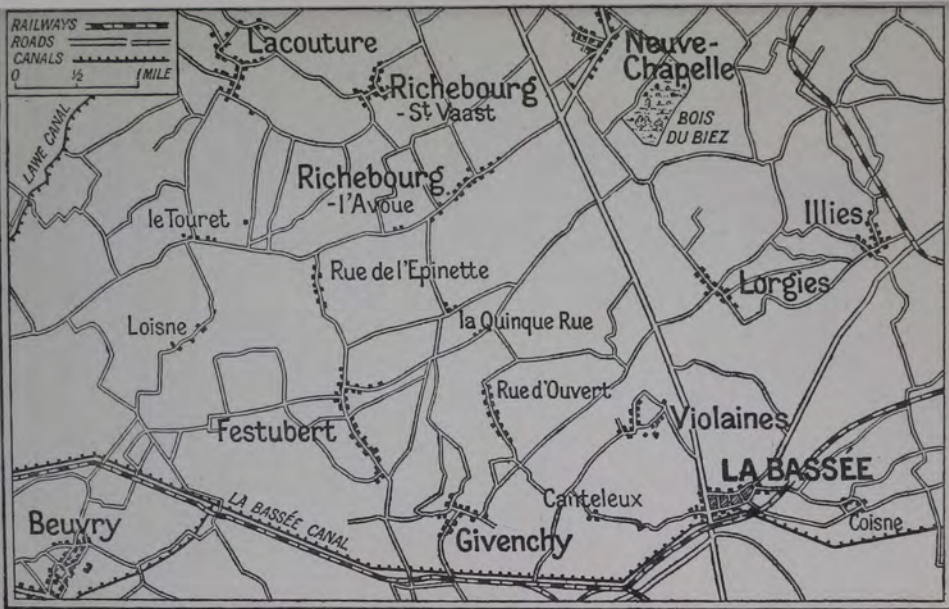 RAILWAYS
ROADS
CANALS
0 ½ 1 MILE
Lacouture
Neuve-
Chapelle
Richebourg
-St. Vaast
BOIS
DU BIEZ
LAWE CANAL
Richebourg
-l'Avoue
le Touret
Illies
Rue de l'Epinette
Lorgies
Loisne
la Quinque Rue
Rue d'Ouvert
Festubert
Violaines
LA BASSÉE
LA BASSÉE CANAL
Canteleux
Coisne
Beuvry
Givenchy